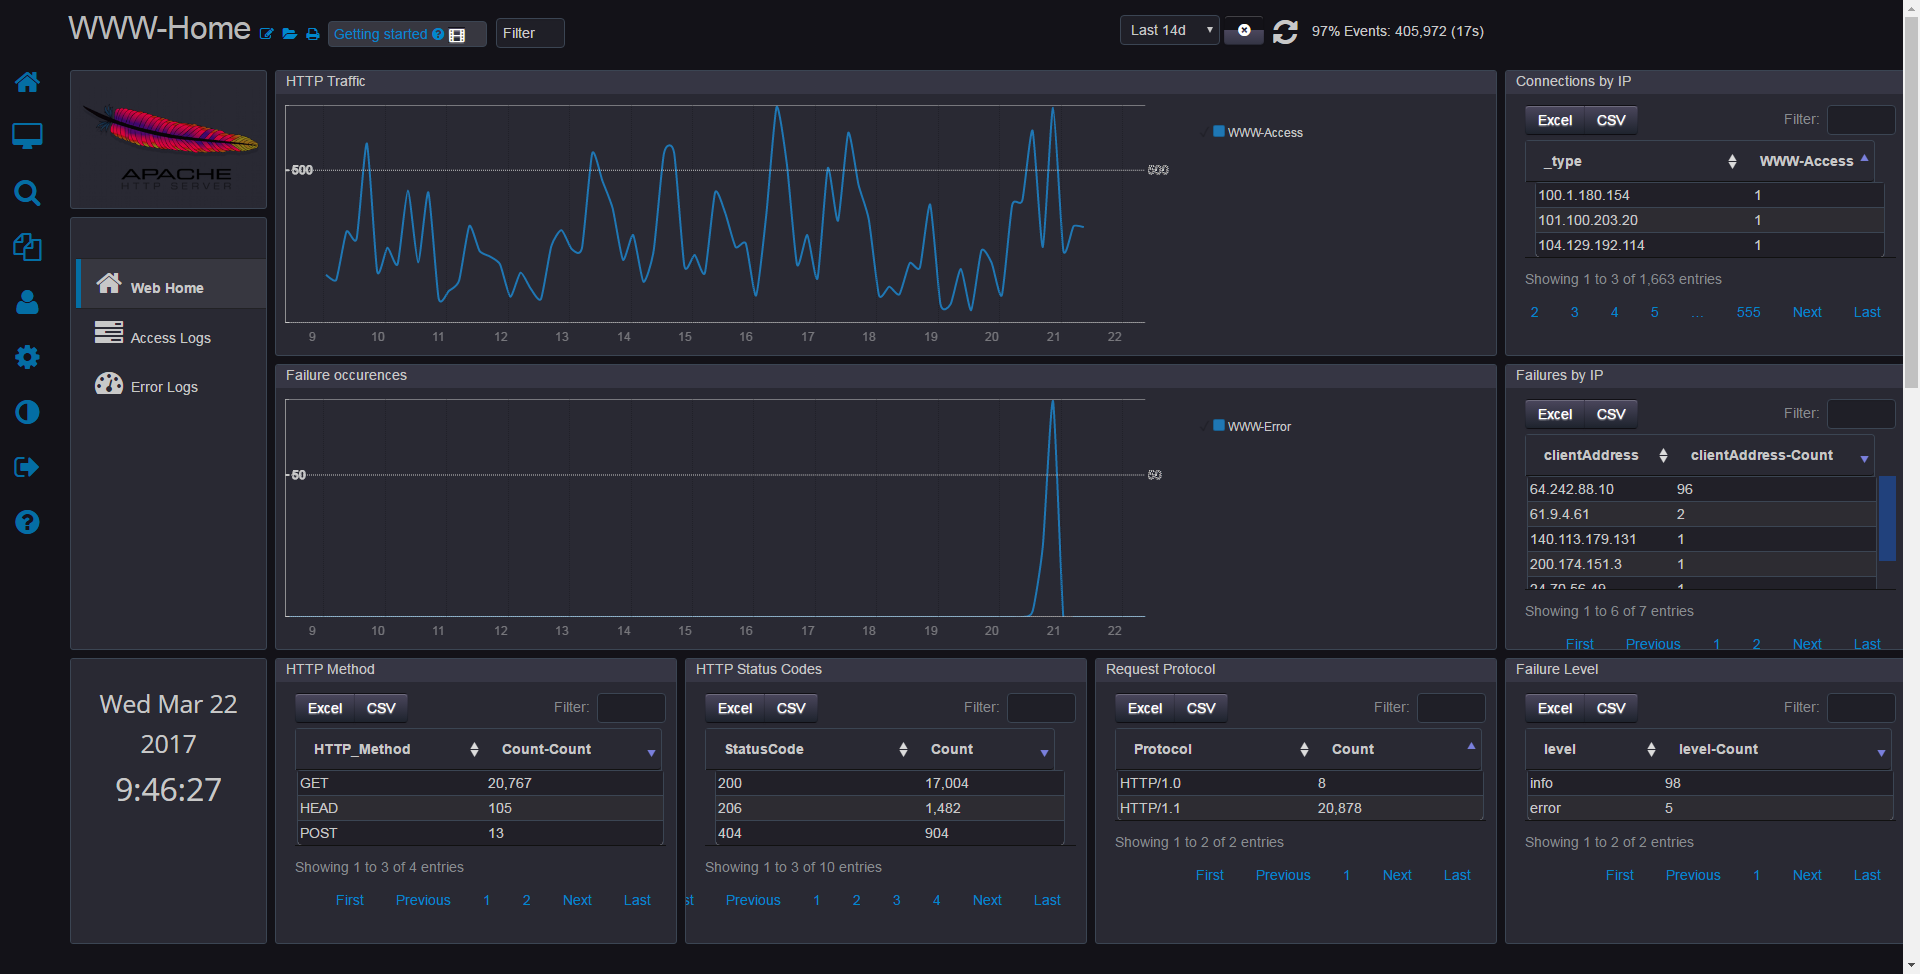 WWW-Home
Getting started
Filter
Last 14d
97% Events: 405,972 (17s)
APACHE
HTTP SERVER
Web Home
Access Logs
Error Logs
HTTP Traffic
500
500
WWW-Access
9 10 11 12 13 14 15 16 17 18 19 20 21 22
Connections by IP
Excel CSV Filter:
_type WWW-Access
100.1.180.154 1
101.100.203.20 1
104.129.192.114 1
Showing 1 to 3 of 1,663 entries
2 3 4 5 … 555 Next Last
Failure occurences
50
50
WWW-Error
9 10 11 12 13 14 15 16 17 18 19 20 21 22
Failures by IP
Excel CSV Filter:
clientAddress clientAddress-Count
64.242.88.10 96
61.9.4.61 2
140.113.179.131 1
200.174.151.3 1
24.70.56.49 1
Showing 1 to 6 of 7 entries
First Previous 1 2 Next Last
Wed Mar 22
2017
9:46:27
HTTP Method
Excel CSV Filter:
HTTP_Method Count-Count
GET 20,767
HEAD 105
POST 13
Showing 1 to 3 of 4 entries
First Previous 1 2 Next Last
HTTP Status Codes
Excel CSV Filter:
StatusCode Count
200 17,004
206 1,482
404 904
Showing 1 to 3 of 10 entries
st Previous 1 2 3 4 Next Last
Request Protocol
Excel CSV Filter:
Protocol Count
HTTP/1.0 8
HTTP/1.1 20,878
Showing 1 to 2 of 2 entries
First Previous 1 Next Last
Failure Level
Excel CSV Filter:
level level-Count
info 98
error 5
Showing 1 to 2 of 2 entries
First Previous 1 Next Last